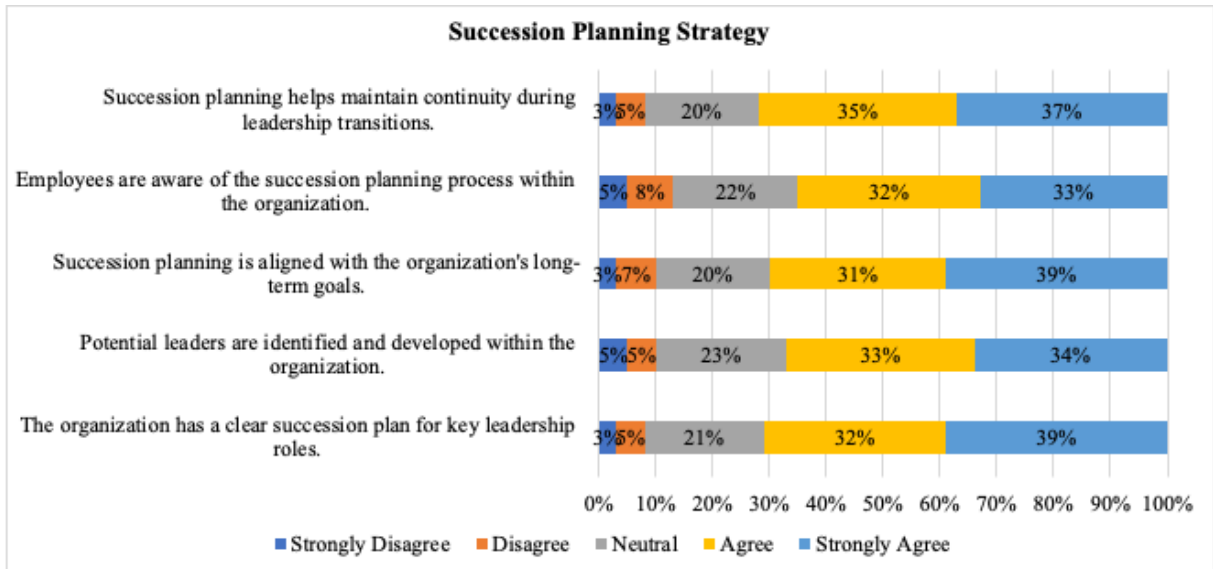 Succession Planning Strategy
Succession planning helps maintain continuity during
leadership transitions.
3% 5% 20% 35% 37%
Employees are aware of the succession planning process within
the organization.
5% 8% 22% 32% 33%
Succession planning is aligned with the organization's long-
term goals.
3% 7% 20% 31% 39%
Potential leaders are identified and developed within the
organization.
5% 5% 23% 33% 34%
The organization has a clear succession plan for key leadership
roles.
3% 5% 21% 32% 39%
0% 10% 20% 30% 40% 50% 60% 70% 80% 90% 100%
Strongly Disagree Disagree Neutral Agree Strongly Agree